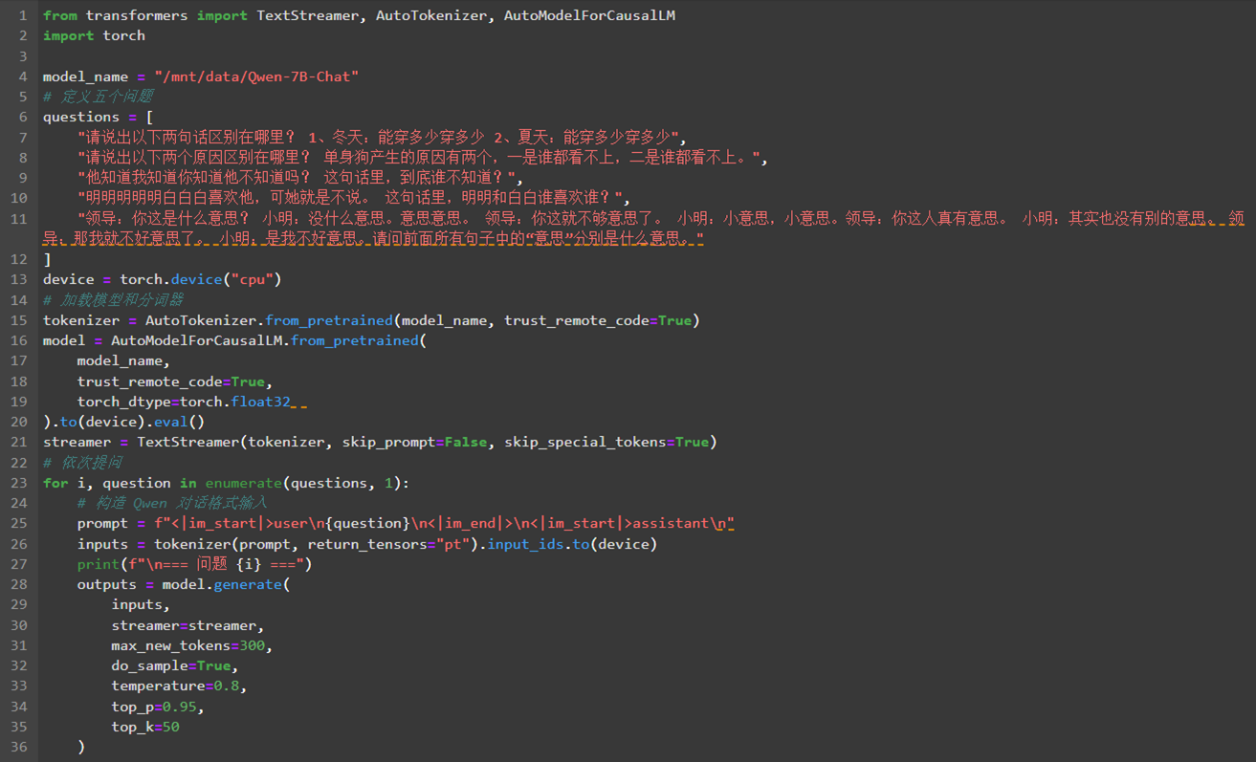 1 from transformers import TextStreamer, AutoTokenizer, AutoModelForCausalLM
2 import torch
3
4 model_name = "/mnt/data/Qwen-7B-Chat"
5 # 定义五个问题
6 questions = [
7     "请说出以下两句话区别在哪里？ 1、冬天：能穿多少穿多少 2、夏天：能穿多少穿多少",
8     "请说出以下两个原因区别在哪里？ 单身狗产生的原因有两个，一是谁都看不上，二是谁都看不上。",
9     "他知道我知道你知道他不知道吗？ 这句话里，到底谁不知道？",
10     "明明明明明白白白喜欢他，可她就是不说。 这句话里，明明和白白谁喜欢谁？",
11     "领导：你这是什么意思？ 小明：没什么意思。意思意思。 领导：你这就不够意思了。 小明：小意思，小意思。领导：你这人真有意思。 小明：其实也没有别的意思。 领
导：那我就不好意思了。 小明：是我不好意思。请问前面所有句子中的“意思”分别是什么意思。"
12 ]
13 device = torch.device("cpu")
14 # 加载模型和分词器
15 tokenizer = AutoTokenizer.from_pretrained(model_name, trust_remote_code=True)
16 model = AutoModelForCausalLM.from_pretrained(
17     model_name,
18     trust_remote_code=True,
19     torch_dtype=torch.float32
20 ).to(device).eval()
21 streamer = TextStreamer(tokenizer, skip_prompt=False, skip_special_tokens=True)
22 # 依次提问
23 for i, question in enumerate(questions, 1):
24     # 构造 Qwen 对话格式输入
25     prompt = f"<|im_start|>user\n{question}\n<|im_end|>\n<|im_start|>assistant\n"
26     inputs = tokenizer(prompt, return_tensors="pt").input_ids.to(device)
27     print(f"\n=== 问题 {i} ===")
28     outputs = model.generate(
29         inputs,
30         streamer=streamer,
31         max_new_tokens=300,
32         do_sample=True,
33         temperature=0.8,
34         top_p=0.95,
35         top_k=50
36     )